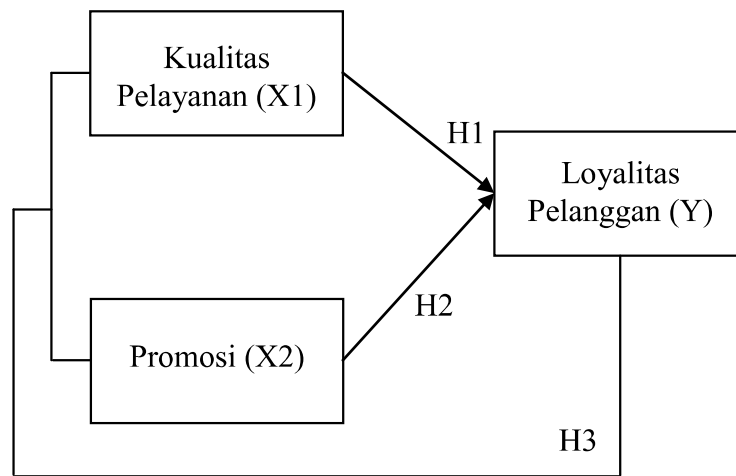 Kualitas
Pelayanan (X1)
H1
Loyalitas
Pelanggan (Y)
H2
Promosi (X2)
H3